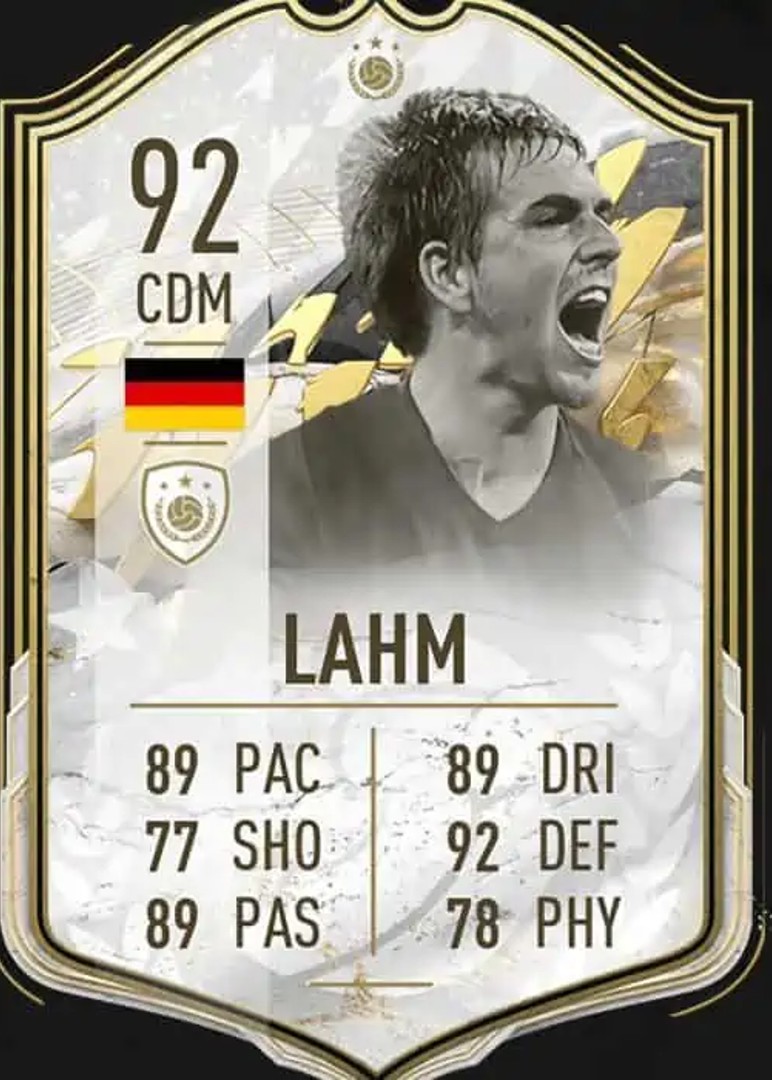 92
CDM
LAHM
89 PAC 89 DRI
77 SHO 92 DEF
89 PAS 78 PHY